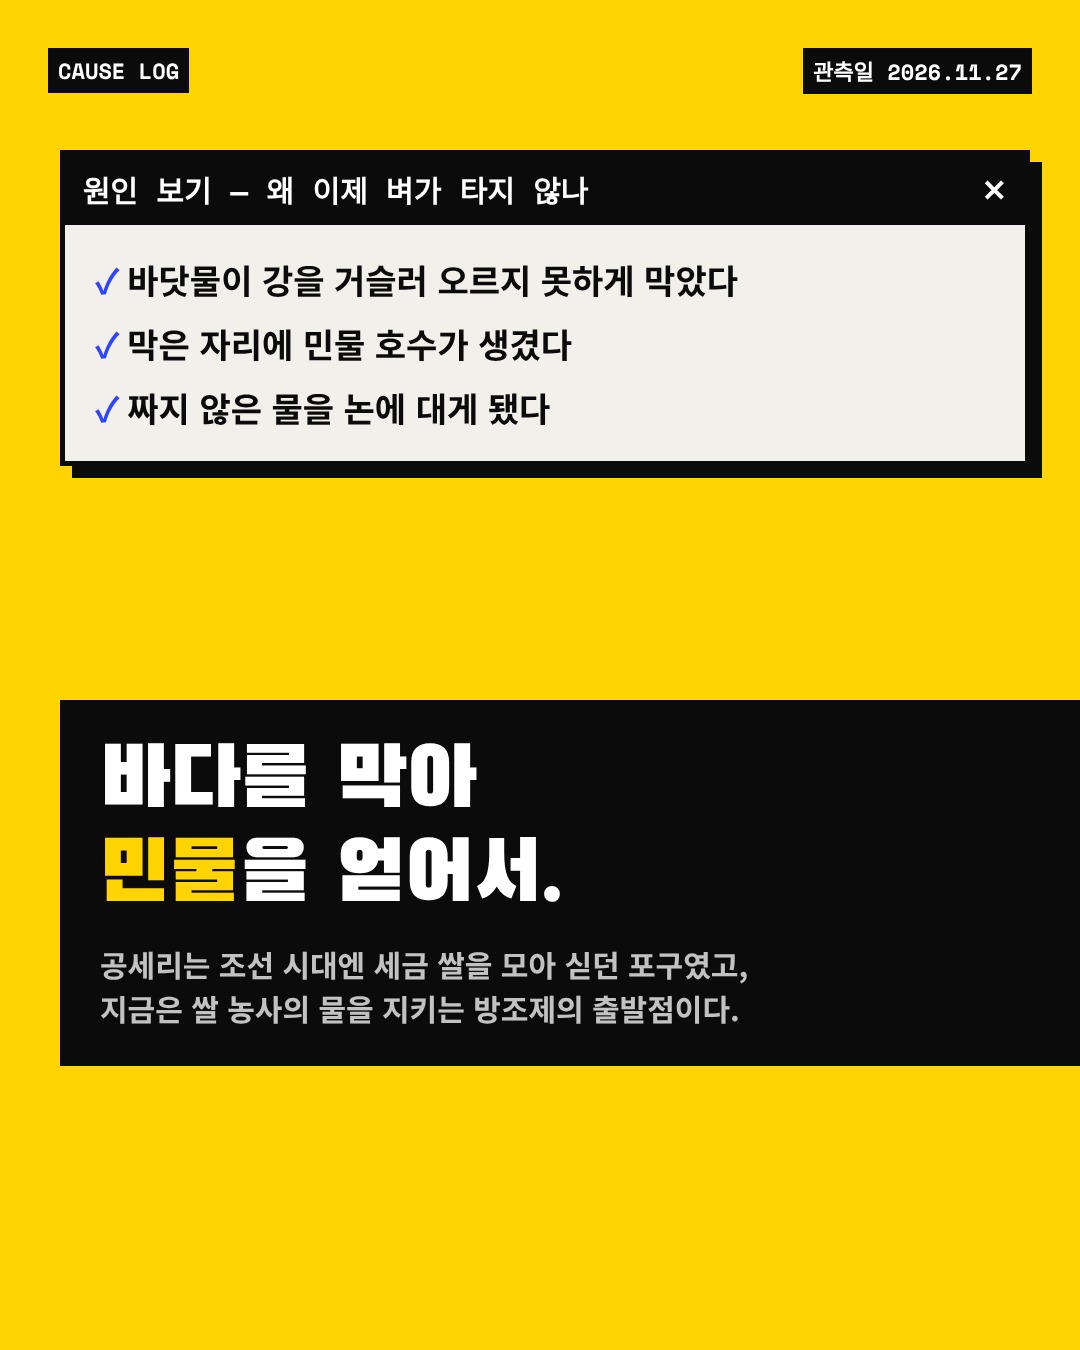 CAUSE LOG
관측일 2026.11.27
원인 보기 — 왜 이제 벼가 타지 않나 ✕
✓ 바닷물이 강을 거슬러 오르지 못하게 막았다
✓ 막은 자리에 민물 호수가 생겼다
✓ 짜지 않은 물을 논에 대게 됐다
바다를 막아
민물을 얻어서.
공세리는 조선 시대엔 세금 쌀을 모아 싣던 포구였고,
지금은 쌀 농사의 물을 지키는 방조제의 출발점이다.